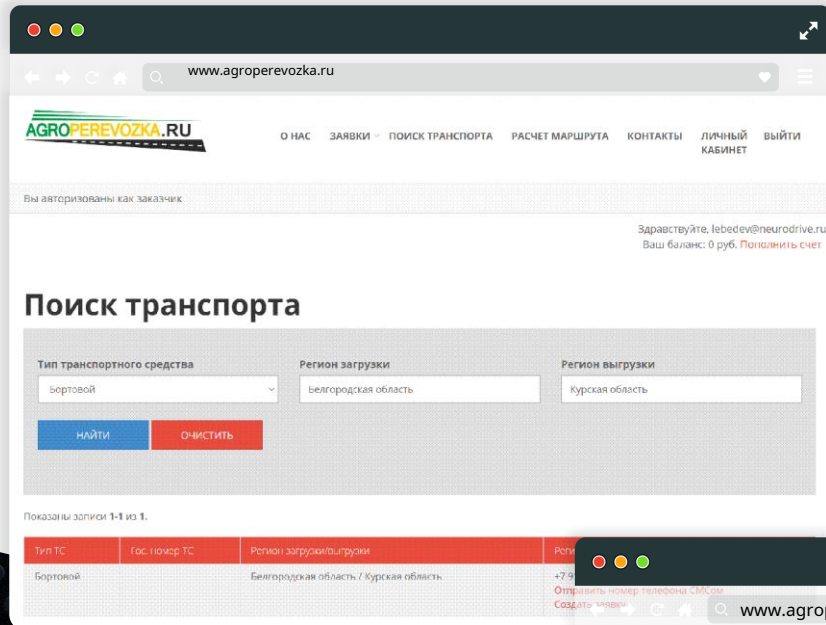 www.agroperevozka.ru
AGROPEREVOZKA.RU
О НАС ЗАЯВКИ ПОИСК ТРАНСПОРТА РАСЧЕТ МАРШРУТА КОНТАКТЫ ЛИЧНЫЙ КАБИНЕТ ВЫЙТИ
Вы авторизованы как заказчик
Здравствуйте, lebedev@neurodrive.ru
Ваш баланс: 0 руб. Пополнить счет
Поиск транспорта
Тип транспортного средства Регион загрузки Регион выгрузки
Бортовой Белгородская область Курская область
НАЙТИ ОЧИСТИТЬ
Показаны записи 1-1 из 1.
Тип ТС Гос. номер ТС Регион загрузки/выгрузки
Бортовой Белгородская область / Курская область +7
Отправить номер телефона СМСом
Создать заявку